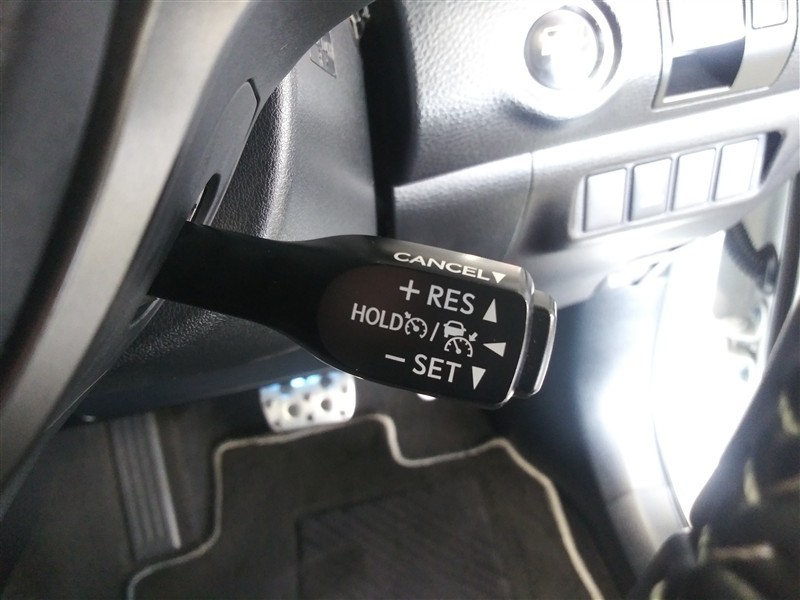 CANCEL▼
+ RES ▲
HOLD / ◀
− SET ▼